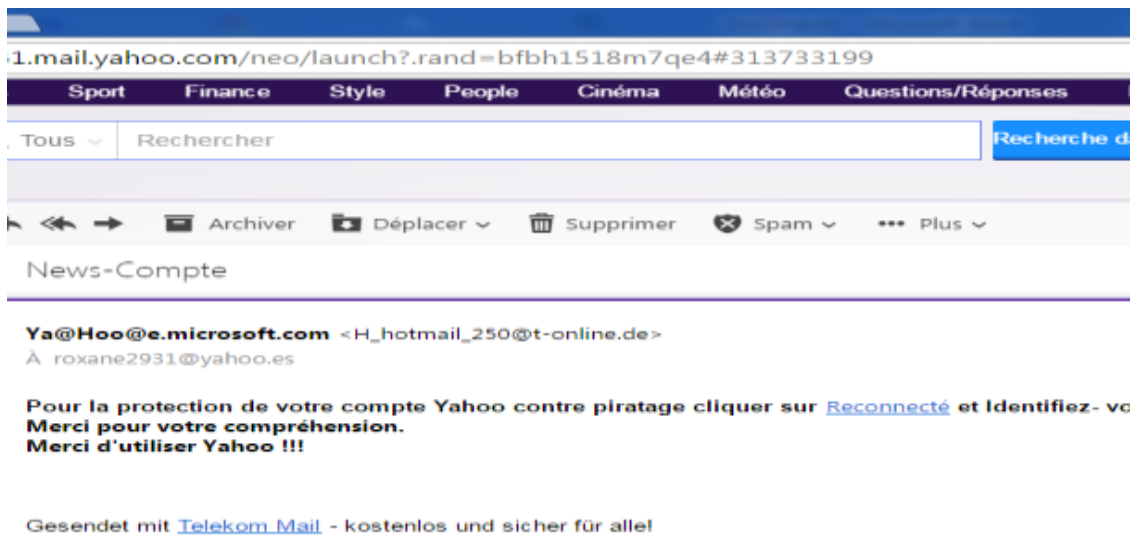 1.mail.yahoo.com/neo/launch?.rand=bfbh1518m7qe4#313733199
Sport Finance Style People Cinéma Météo Questions/Réponses
Tous Rechercher Recherche da
Archiver Déplacer Supprimer Spam Plus
News-Compte
Ya@Hoo@e.microsoft.com <H_hotmail_250@t-online.de>
À roxane2931@yahoo.es
Pour la protection de votre compte Yahoo contre piratage cliquer sur Reconnecté et Identifiez- vo
Merci pour votre compréhension.
Merci d'utiliser Yahoo !!!
Gesendet mit Telekom Mail - kostenlos und sicher für alle!